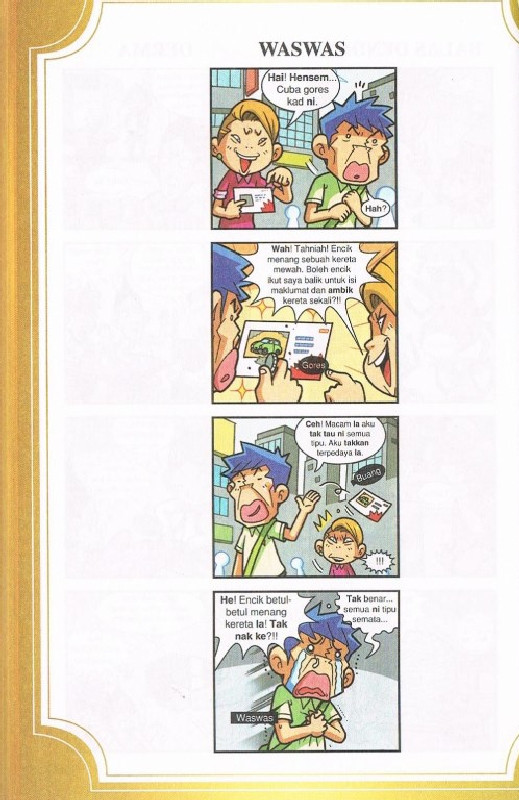 WASWAS
Hai! Hensem...
Cuba gores
kad ni.
Hah?
Wah! Tahniah! Encik
menang sebuah kereta
mewah. Boleh encik
ikut saya balik untuk isi
maklumat dan ambik
kereta sekali?!!
Gores
Ceh! Macam la aku
tak tau ni semua
tipu. Aku takkan
terpedaya la.
Buang
!!!
He! Encik betul-
betul menang
kereta la! Tak
nak ke?!!
Tak benar...
semua ni tipu
semata...
Waswas